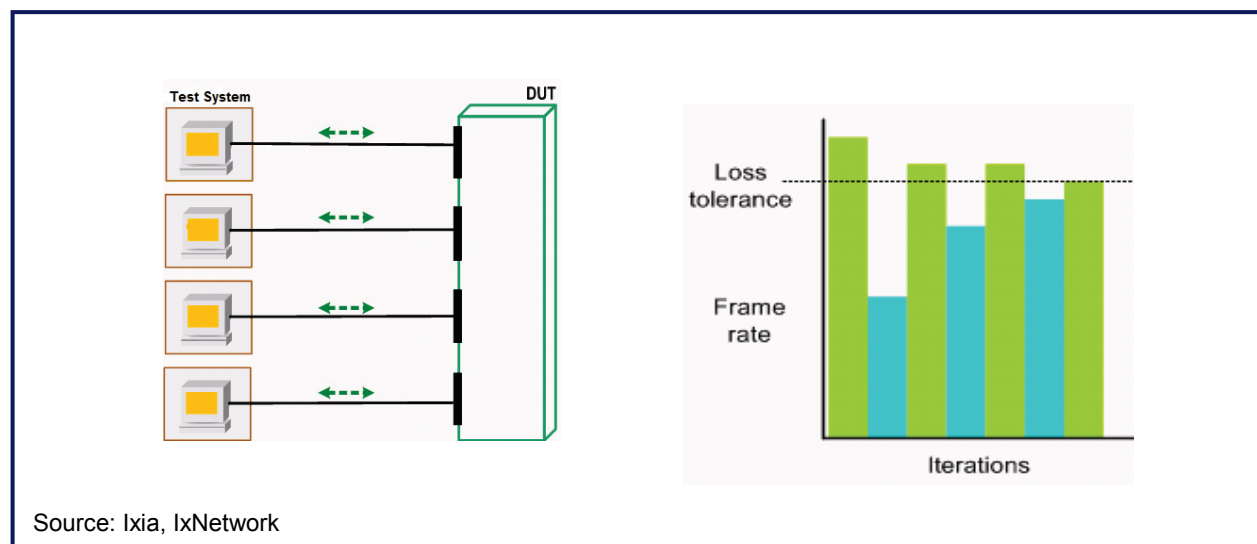 Test System
DUT
Loss
tolerance
Frame
rate
Iterations
Source: Ixia, IxNetwork